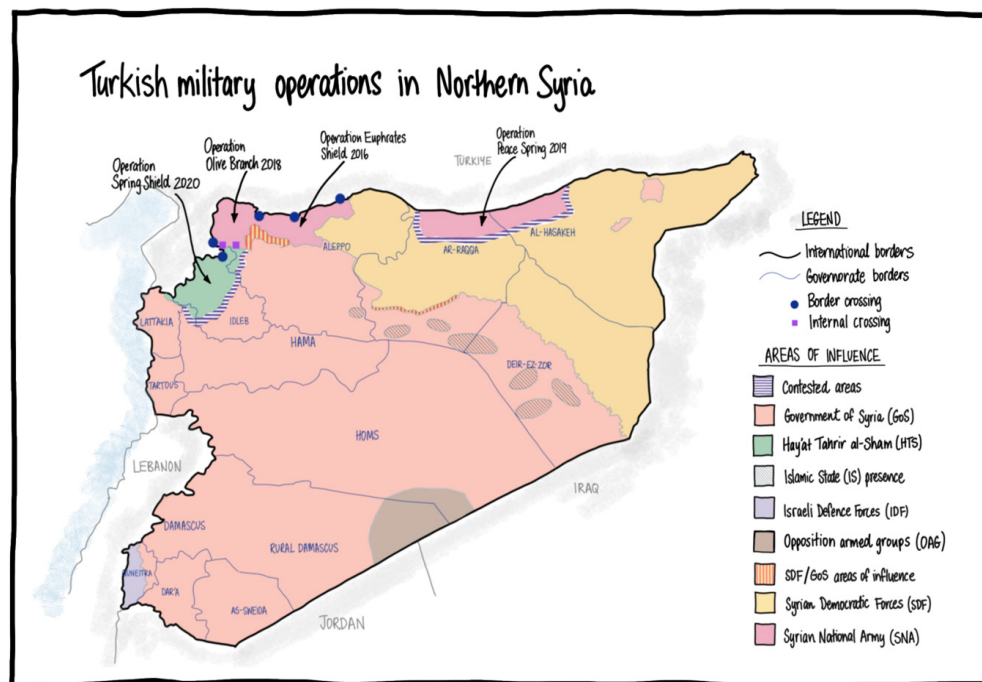 Turkish military operations in Northern Syria
Operation
Spring Shield 2020
Operation
Olive Branch 2018
Operation Euphrates
Shield 2016
Operation
Peace Spring 2019
TÜRKIYE
ALEPPO
AR-RAQQA
AL-HASAKEH
LATTAKIA
IDLEB
HAMA
TARTOUS
DEIR-EZ-ZOR
HOMS
LEBANON
IRAQ
DAMASCUS
RURAL DAMASCUS
QUNEITRA
DAR'A
AS-SWEIDA
JORDAN
LEGEND
International borders
Governorate borders
Border crossing
Internal crossing
AREAS OF INFLUENCE
Contested areas
Government of Syria (GoS)
Hay'at Tahrir al-Sham (HTS)
Islamic State (IS) presence
Israeli Defence Forces (IDF)
Opposition armed groups (OAG)
SDF/GoS areas of influence
Syrian Democratic Forces (SDF)
Syrian National Army (SNA)